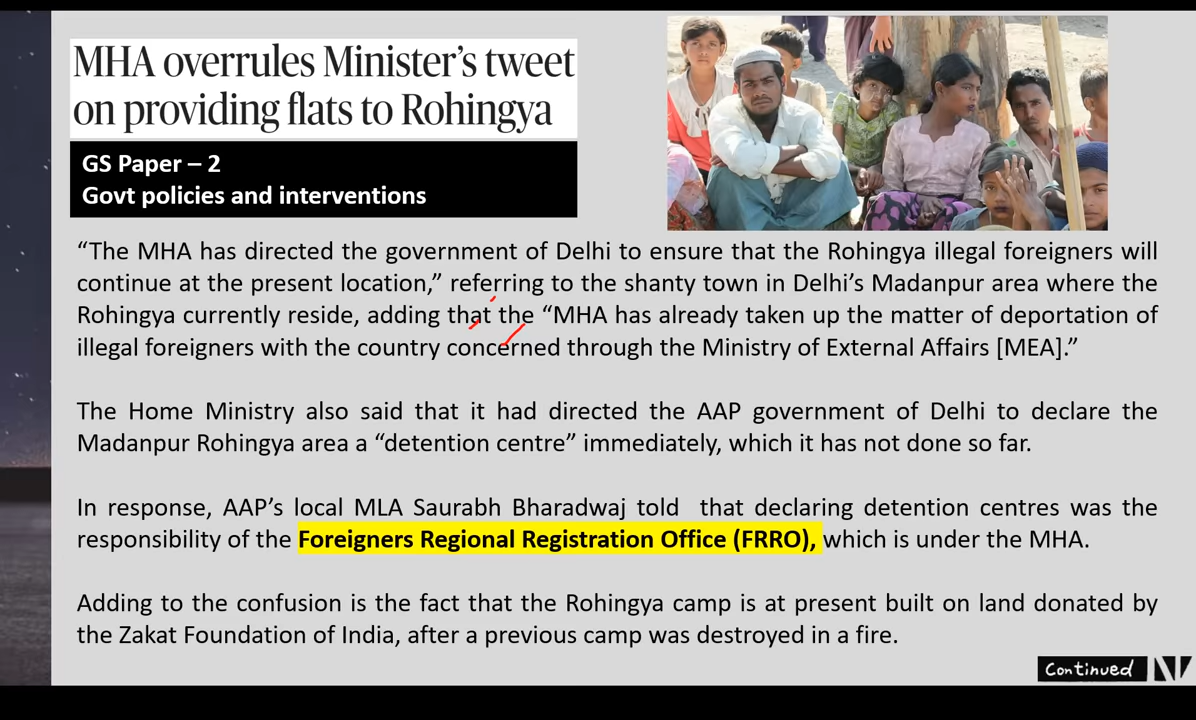 MHA overrules Minister’s tweet
on providing flats to Rohingya
GS Paper – 2
Govt policies and interventions
“The MHA has directed the government of Delhi to ensure that the Rohingya illegal foreigners will
continue at the present location,” referring to the shanty town in Delhi’s Madanpur area where the
Rohingya currently reside, adding that the “MHA has already taken up the matter of deportation of
illegal foreigners with the country concerned through the Ministry of External Affairs [MEA].”
The Home Ministry also said that it had directed the AAP government of Delhi to declare the
Madanpur Rohingya area a “detention centre” immediately, which it has not done so far.
In response, AAP’s local MLA Saurabh Bharadwaj told that declaring detention centres was the
responsibility of the Foreigners Regional Registration Office (FRRO), which is under the MHA.
Adding to the confusion is the fact that the Rohingya camp is at present built on land donated by
the Zakat Foundation of India, after a previous camp was destroyed in a fire.
Continued